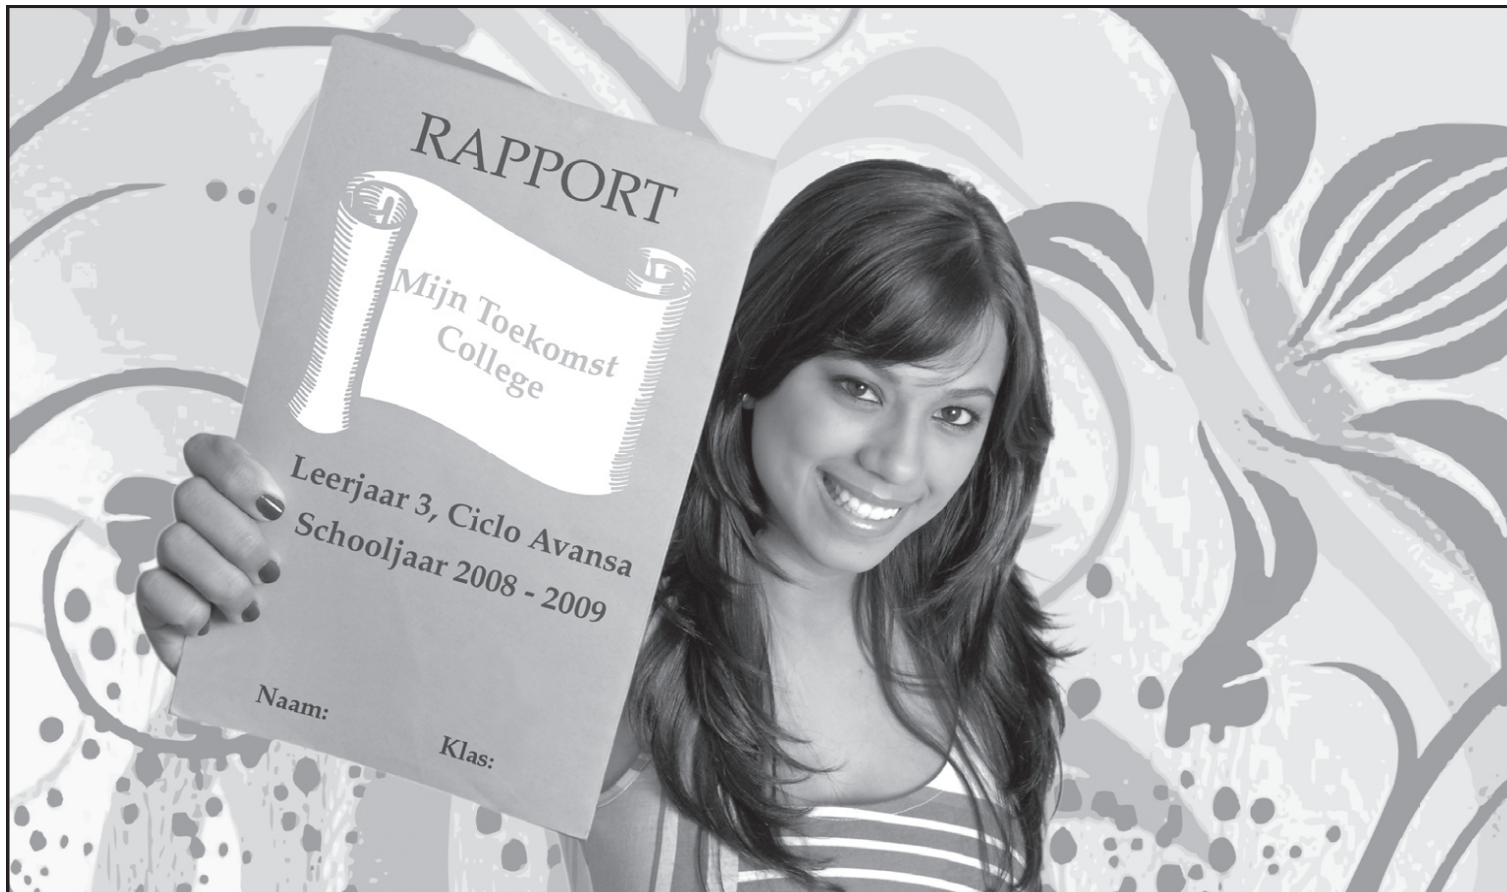 RAPPORT
Mijn Toekomst
College
Leerjaar 3, Ciclo Avansa
Schooljaar 2008 - 2009
Naam:
Klas: